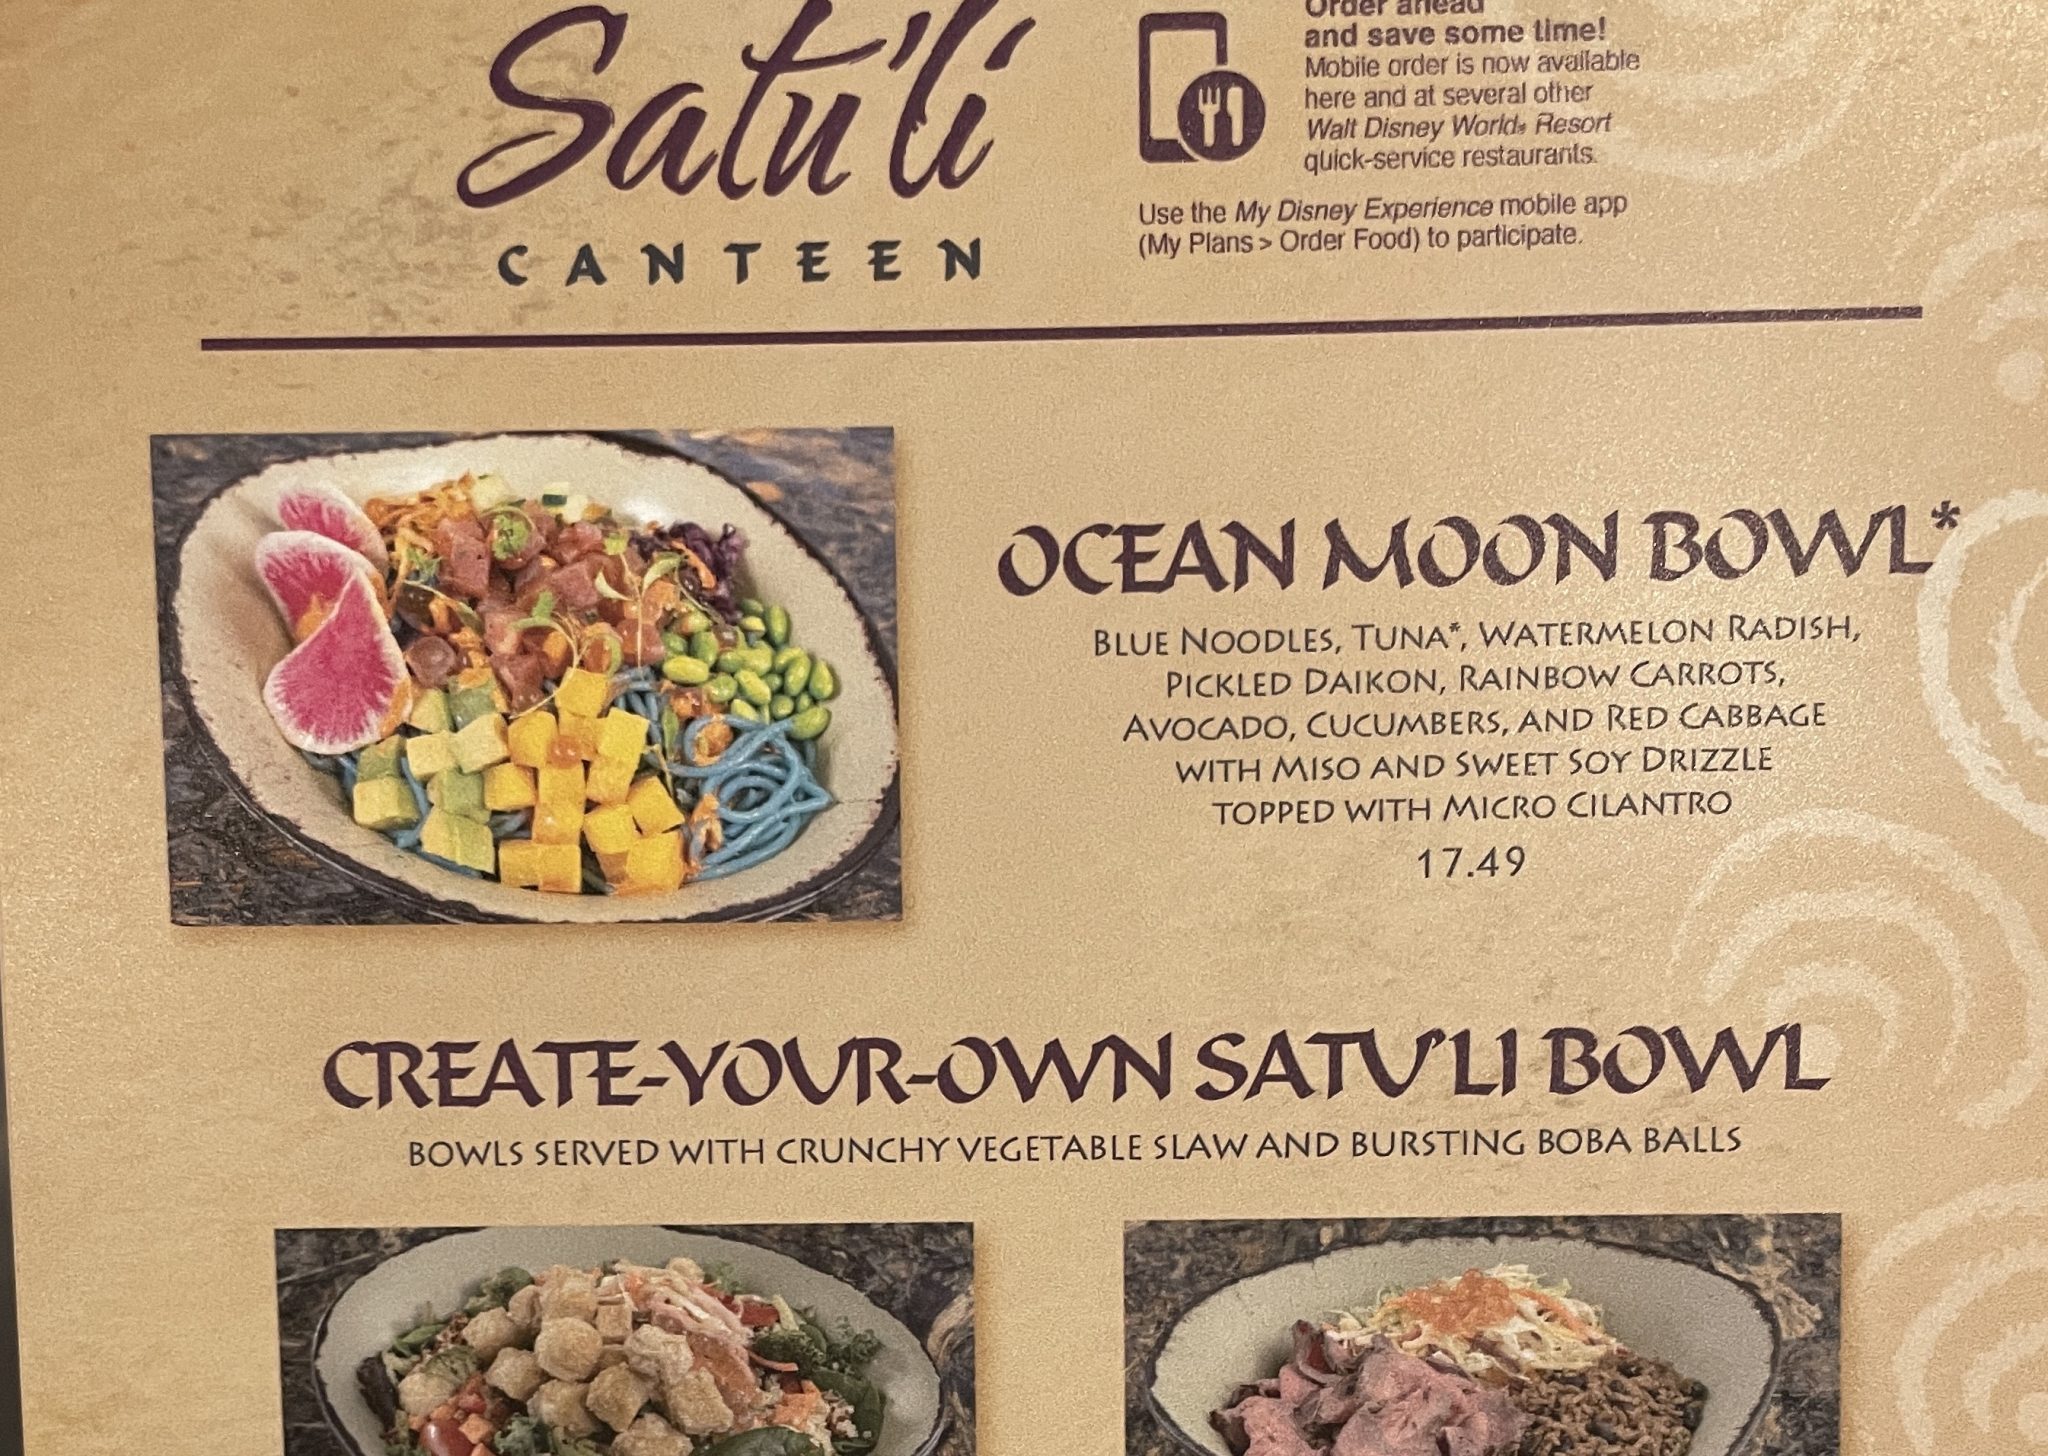 Satu'li
CANTEEN
Order ahead
and save some time!
Mobile order is now available
here and at several other
Walt Disney World® Resort
quick-service restaurants.
Use the My Disney Experience mobile app
(My Plans > Order Food) to participate.
OCEAN MOON BOWL*
BLUE NOODLES, TUNA*, WATERMELON RADISH,
PICKLED DAIKON, RAINBOW CARROTS,
AVOCADO, CUCUMBERS, AND RED CABBAGE
WITH MISO AND SWEET SOY DRIZZLE
TOPPED WITH MICRO CILANTRO
17.49
CREATE-YOUR-OWN SATU'LI BOWL
BOWLS SERVED WITH CRUNCHY VEGETABLE SLAW AND BURSTING BOBA BALLS